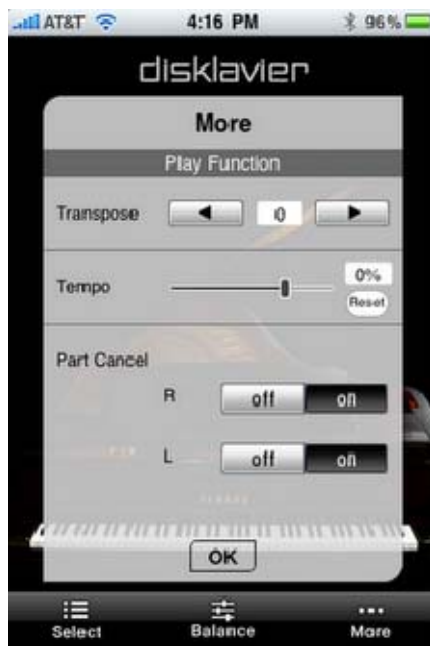 AT&T 4:16 PM 96%
disklavier
More
Play Function
Transpose 0
Tempo 0%
Reset
Part Cancel
R off on
L off on
OK
Select Balance More